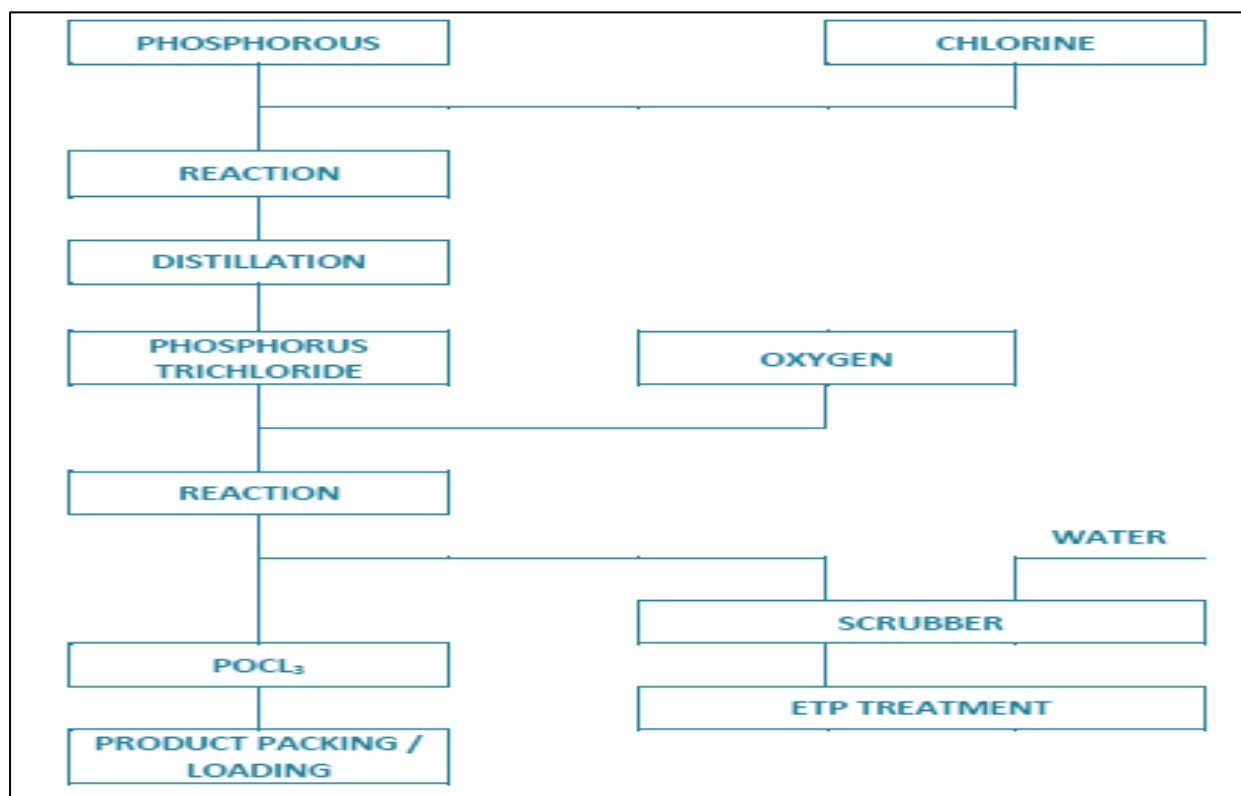 PHOSPHOROUS
CHLORINE
REACTION
DISTILLATION
PHOSPHORUS
TRICHLORIDE
OXYGEN
REACTION
WATER
SCRUBBER
POCL₃
ETP TREATMENT
PRODUCT PACKING /
LOADING